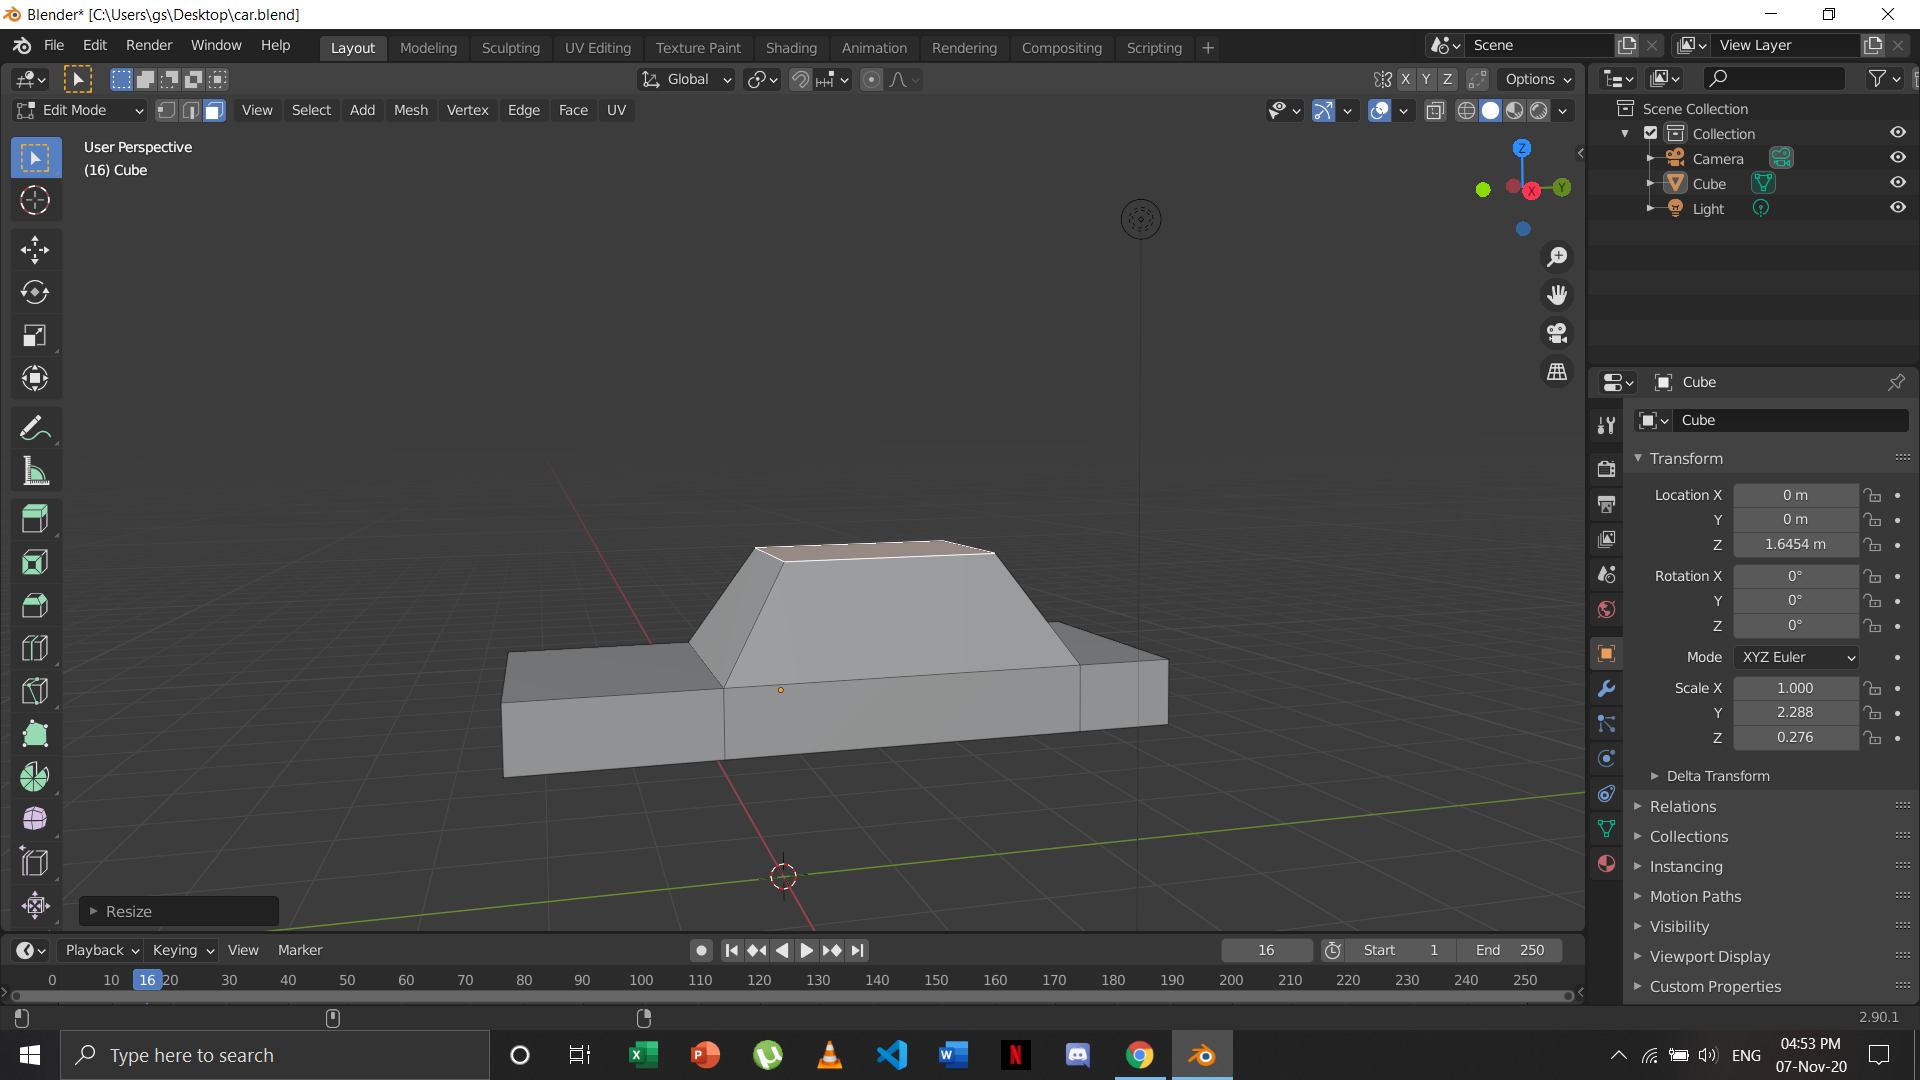 Blender* [C:\Users\gs\Desktop\car.blend]
File Edit Render Window Help
Layout Modeling Sculpting UV Editing Texture Paint Shading Animation Rendering Compositing Scripting +
Scene
View Layer
Global
X Y Z
Options
Edit Mode
View Select Add Mesh Vertex Edge Face UV
User Perspective
(16) Cube
Z
X
Y
Scene Collection
Collection
Camera
Cube
Light
Cube
Cube
Transform
Location X 0 m
Y 0 m
Z 1.6454 m
Rotation X 0°
Y 0°
Z 0°
Mode XYZ Euler
Scale X 1.000
Y 2.288
Z 0.276
Delta Transform
Relations
Collections
Instancing
Motion Paths
Visibility
Viewport Display
Custom Properties
Resize
Playback Keying View Marker
16
Start 1
End 250
0 10 16 20 30 40 50 60 70 80 90 100 110 120 130 140 150 160 170 180 190 200 210 220 230 240 250
2.90.1
Type here to search
X
P
W
N
ENG
04:53 PM
07-Nov-20